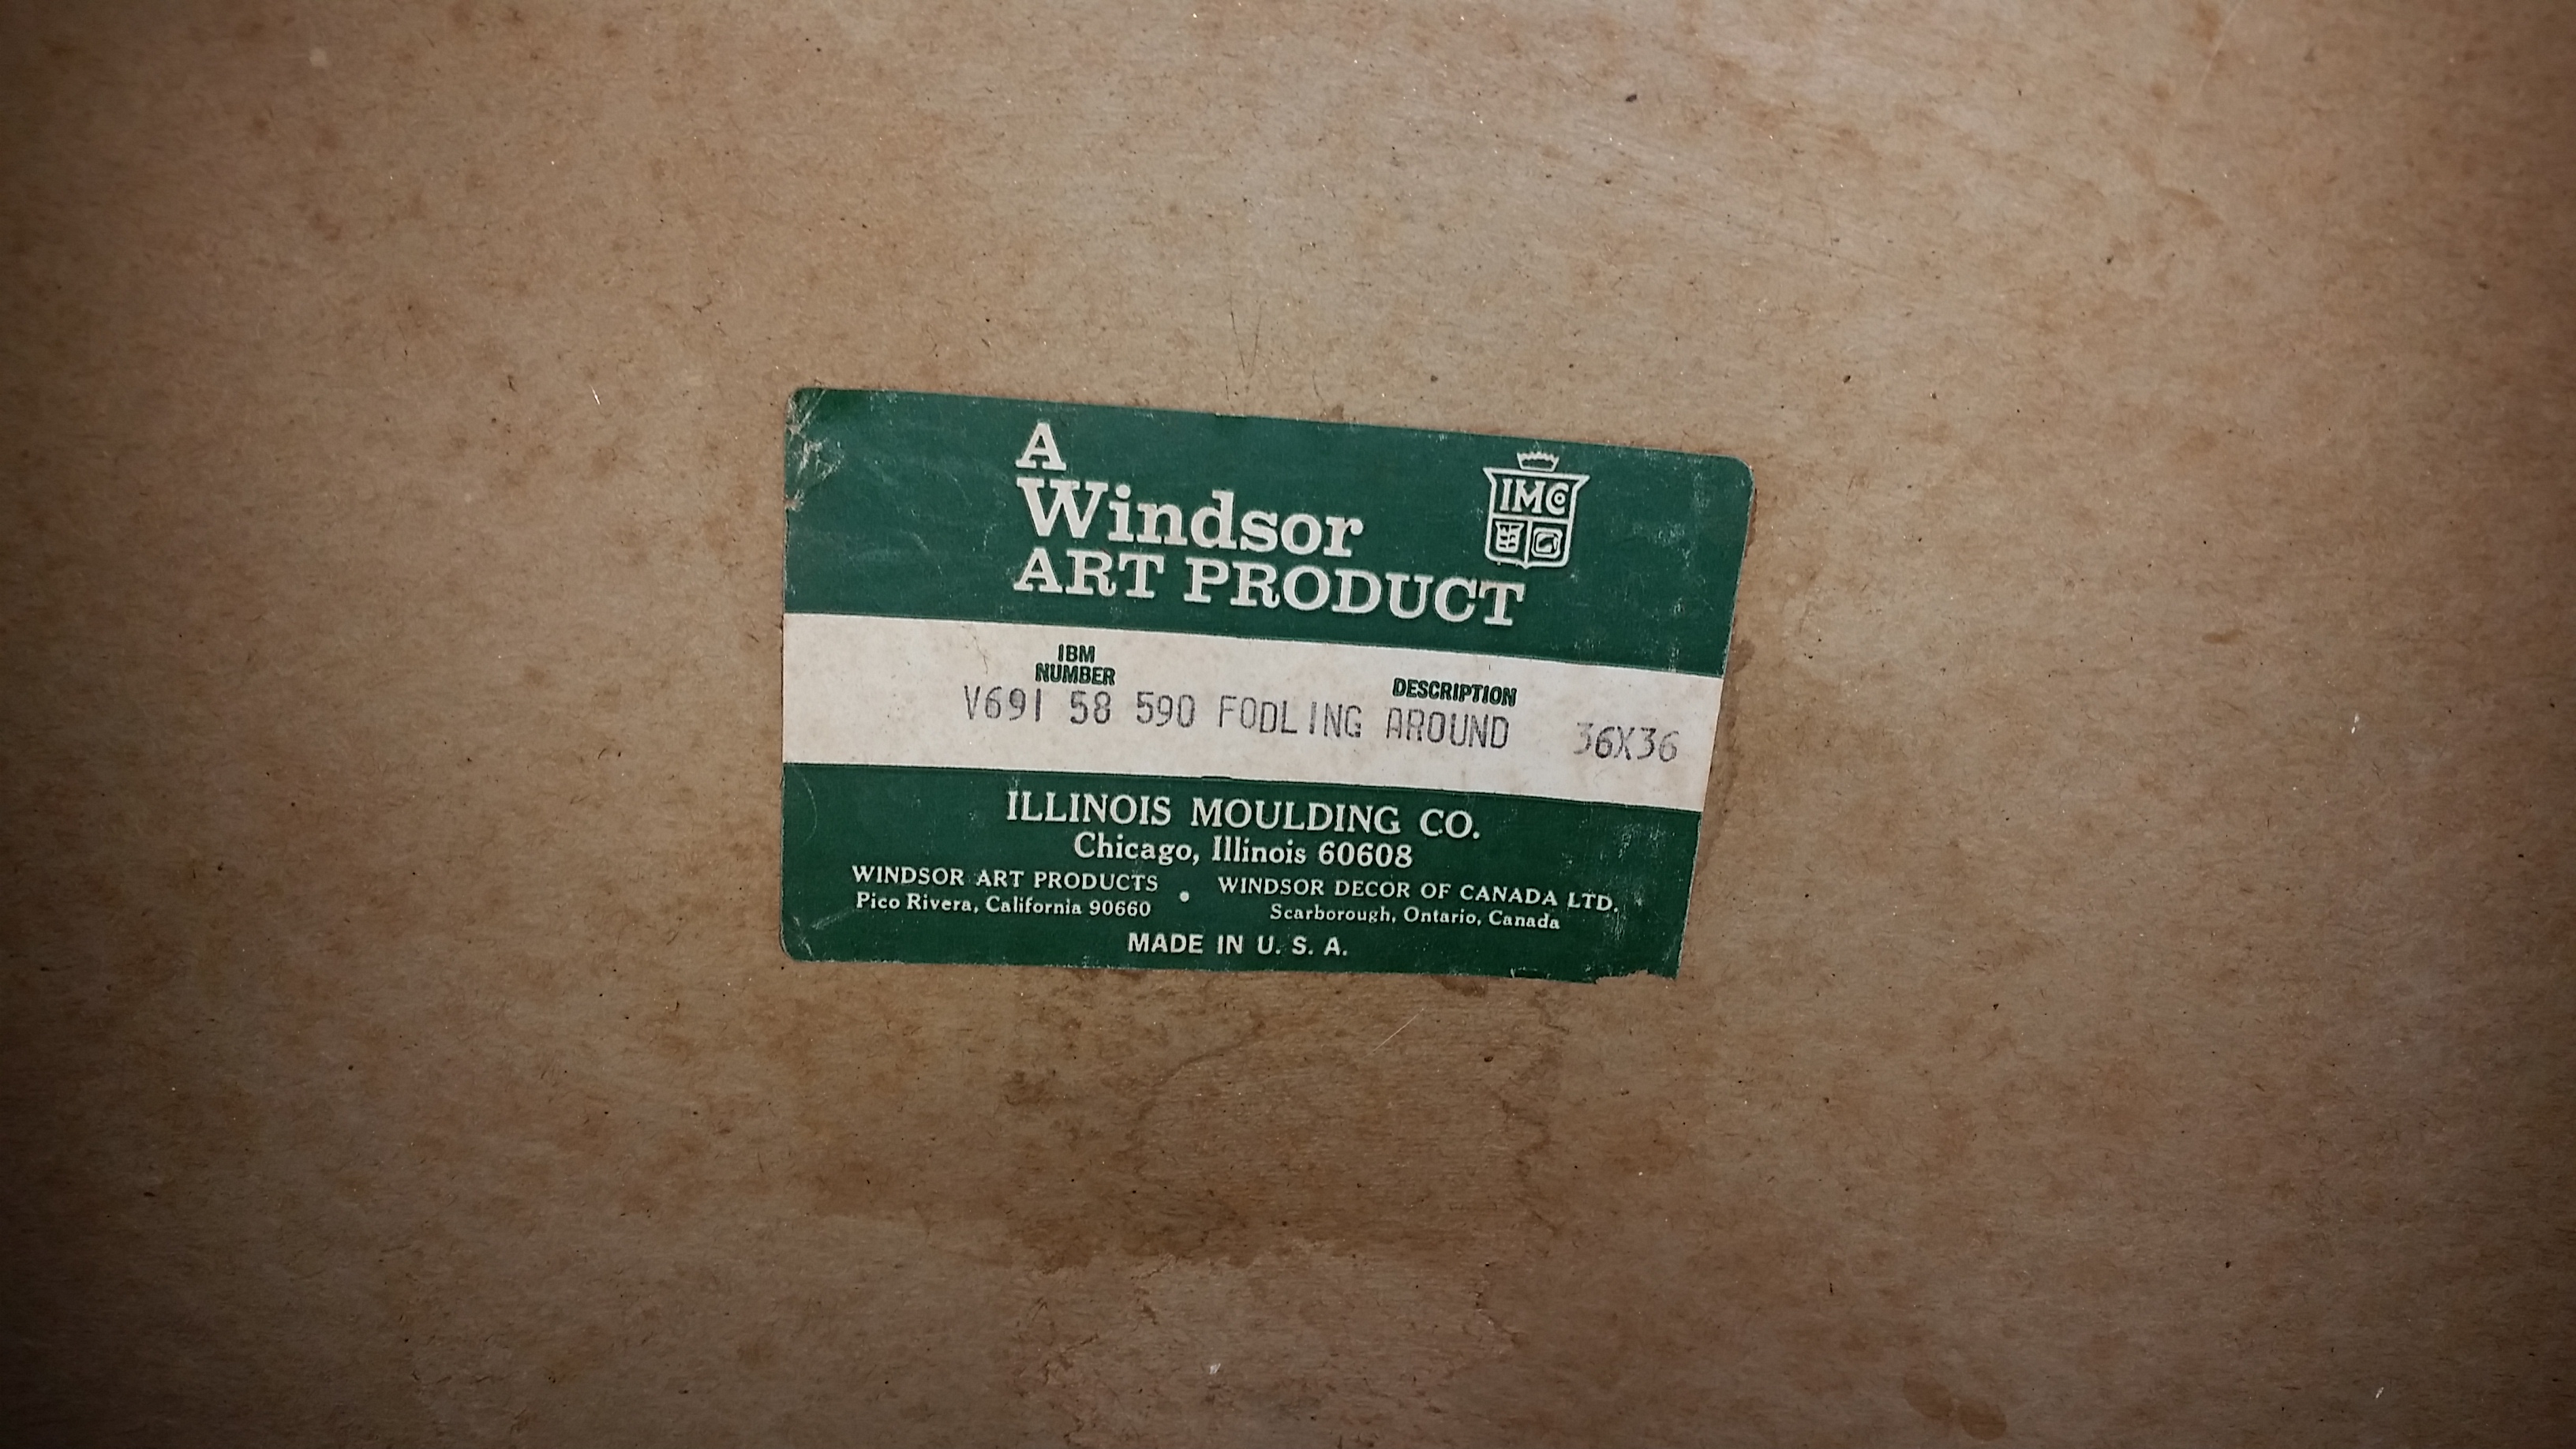 A
Windsor
ART PRODUCT
IMCo
IBM
NUMBER
DESCRIPTION
V691 58 590 FODLING AROUND 36X36
ILLINOIS MOULDING CO.
Chicago, Illinois 60608
WINDSOR ART PRODUCTS • WINDSOR DECOR OF CANADA LTD.
Pico Rivera, California 90660 Scarborough, Ontario, Canada
MADE IN U. S. A.